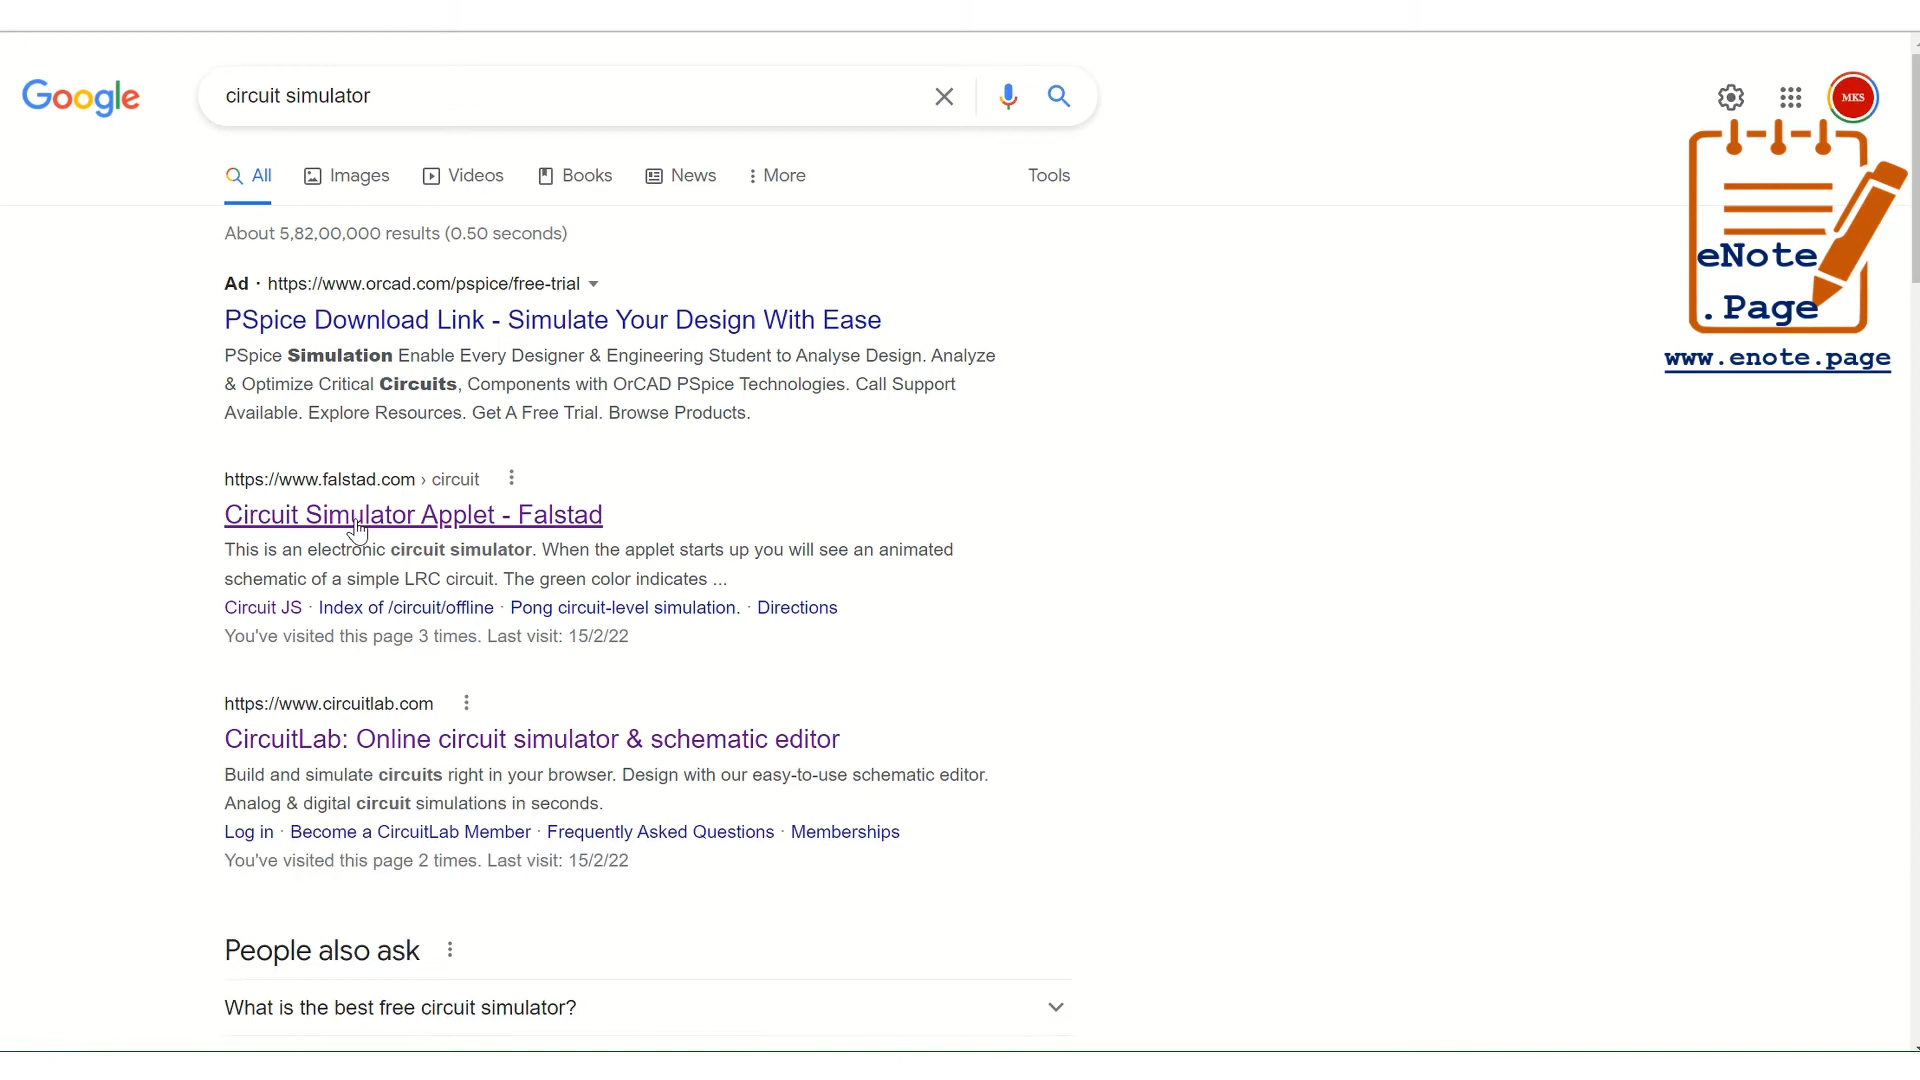 Google
circuit simulator
MKS
All Images Videos Books News More Tools
About 5,82,00,000 results (0.50 seconds)
Ad · https://www.orcad.com/pspice/free-trial
PSpice Download Link - Simulate Your Design With Ease
PSpice Simulation Enable Every Designer & Engineering Student to Analyse Design. Analyze
& Optimize Critical Circuits, Components with OrCAD PSpice Technologies. Call Support
Available. Explore Resources. Get A Free Trial. Browse Products.
eNote
.Page
www.enote.page
https://www.falstad.com › circuit
Circuit Simulator Applet - Falstad
This is an electronic circuit simulator. When the applet starts up you will see an animated
schematic of a simple LRC circuit. The green color indicates ...
Circuit JS · Index of /circuit/offline · Pong circuit-level simulation. · Directions
You've visited this page 3 times. Last visit: 15/2/22
https://www.circuitlab.com
CircuitLab: Online circuit simulator & schematic editor
Build and simulate circuits right in your browser. Design with our easy-to-use schematic editor.
Analog & digital circuit simulations in seconds.
Log in · Become a CircuitLab Member · Frequently Asked Questions · Memberships
You've visited this page 2 times. Last visit: 15/2/22
People also ask
What is the best free circuit simulator?